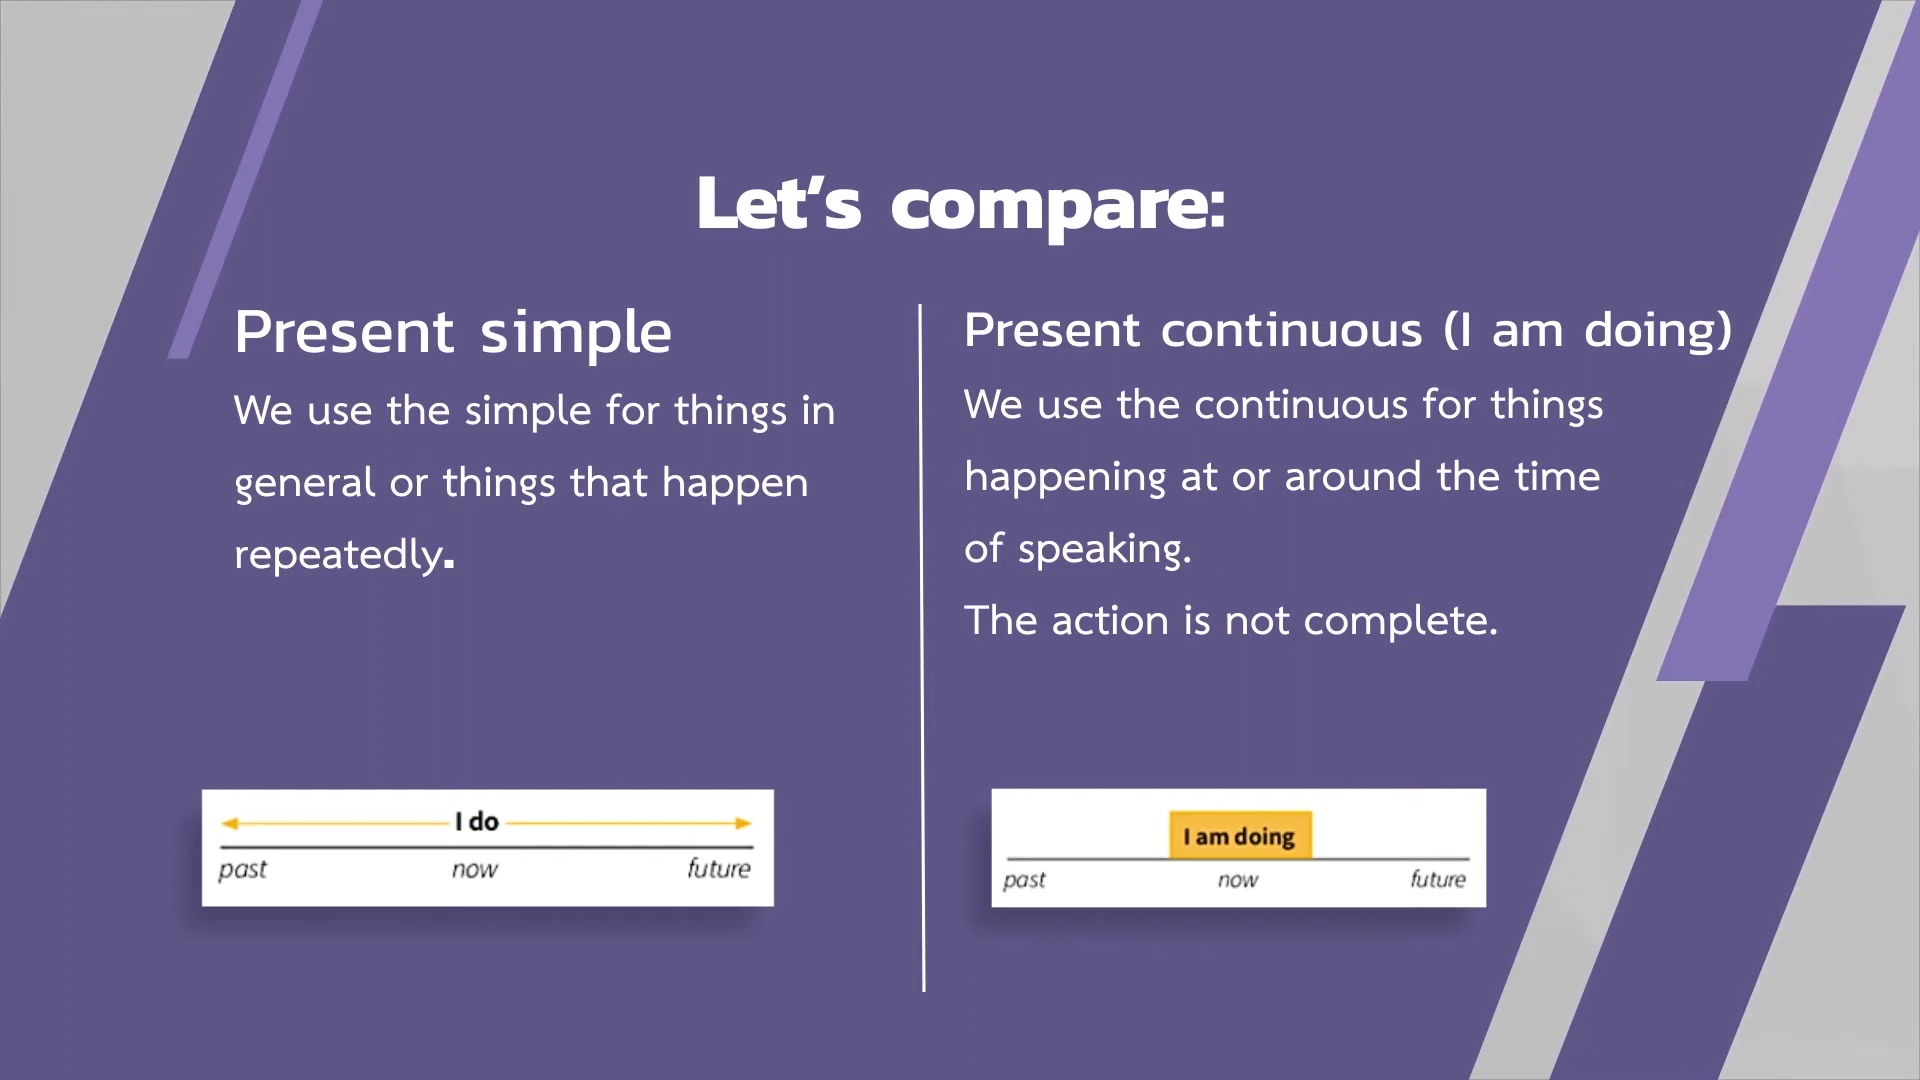 Let's compare:
Present simple
We use the simple for things in
general or things that happen
repeatedly.
I do
past now future
Present continuous (I am doing)
We use the continuous for things
happening at or around the time
of speaking.
The action is not complete.
I am doing
past now future